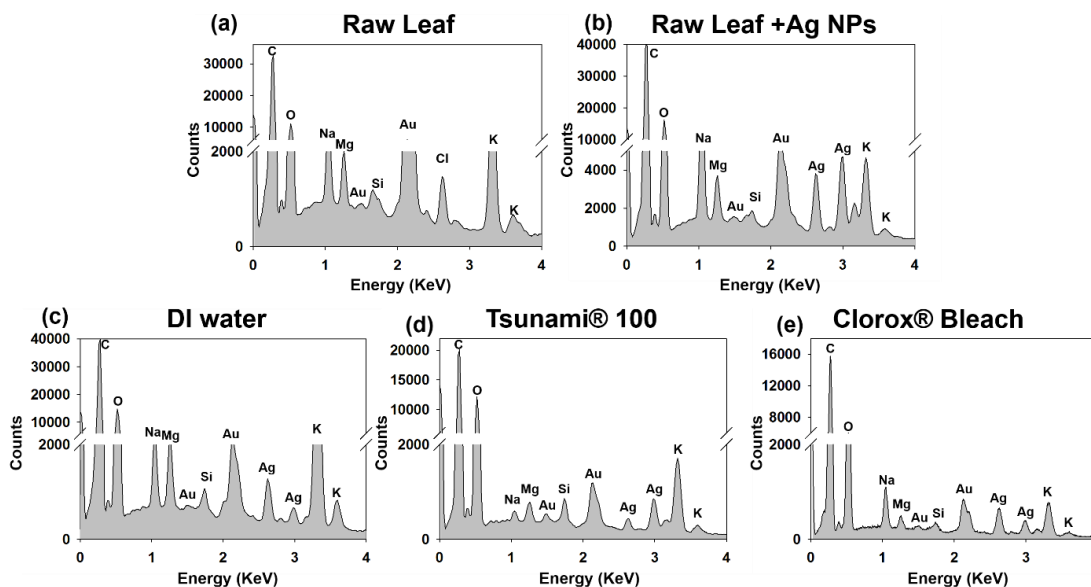 (a) Raw Leaf
Counts
30000
20000
10000
2000
0
C
O
Na
Mg
Au
Si
Au
Cl
K
K
0 1 2 3 4
Energy (KeV)
(b) Raw Leaf +Ag NPs
Counts
40000
30000
20000
10000
4000
2000
0
C
O
Na
Mg
Au
Si
Au
Ag
Ag
K
K
0 1 2 3 4
Energy (KeV)
(c) DI water
Counts
40000
30000
20000
10000
2000
0
C
O
Na
Mg
Au
Si
Au
Ag
Ag
K
K
0 1 2 3 4
Energy (KeV)
(d) Tsunami® 100
Counts
20000
15000
10000
2000
0
C
O
Na
Mg
Au
Si
Au
Ag
Ag
K
K
0 1 2 3 4
Energy (KeV)
(e) Clorox® Bleach
Counts
16000
12000
8000
2000
0
C
O
Na
Mg
Au
Si
Au
Ag
Ag
K
K
0 1 2 3
Energy (KeV)